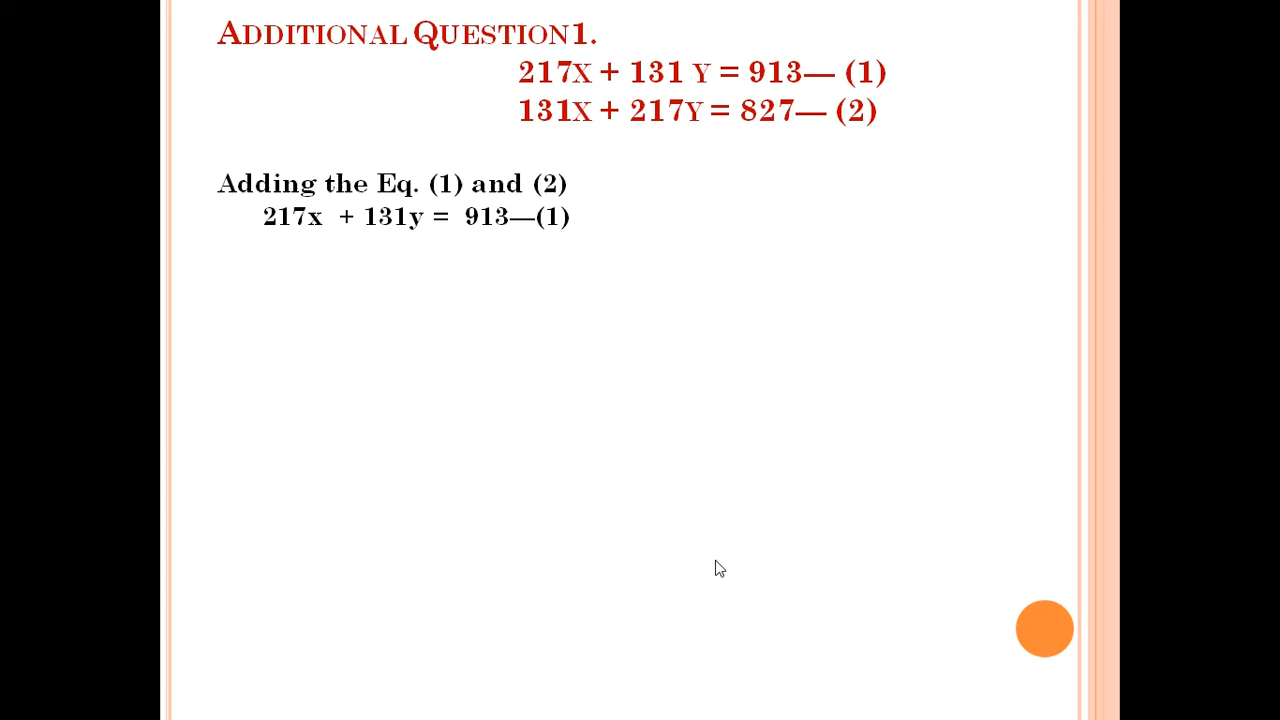 ADDITIONAL QUESTION1.
217X + 131 Y = 913— (1)
131X + 217Y = 827— (2)
Adding the Eq. (1) and (2)
217x + 131y = 913—(1)